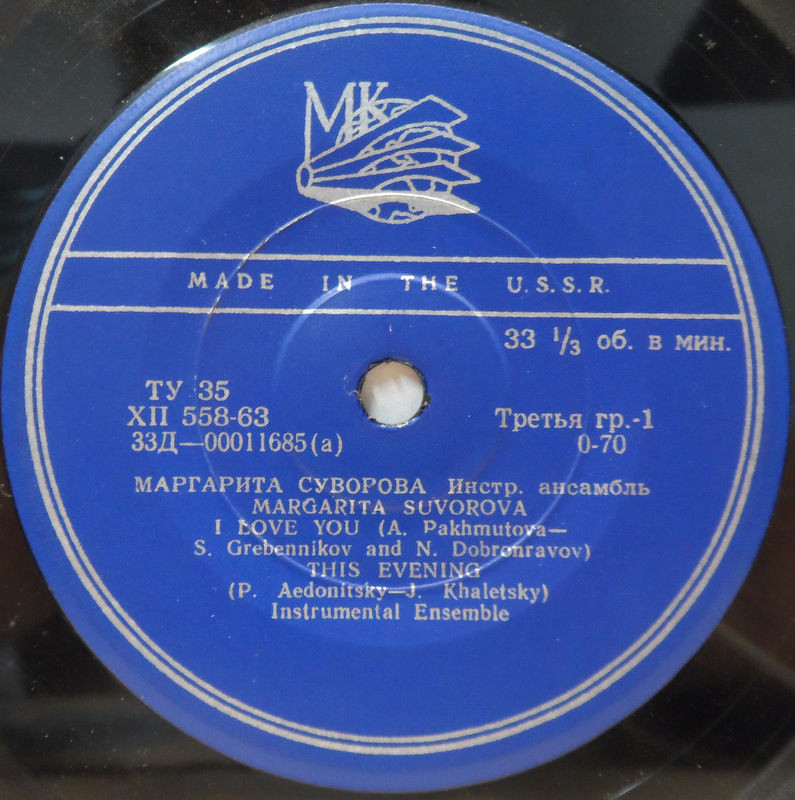 МК
MADE IN THE U.S.S.R.
33 1/3 об. в мин.
ТУ 35
ХП 558-63
33Д—00011685(а)
Третья гр.-1
0-70
МАРГАРИТА СУВОРОВА Инстр. ансамбль
MARGARITA SUVOROVA
I LOVE YOU (A. Pakhmutova—
S. Grebennikov and N. Dobronravov)
THIS EVENING
(P. Aedonitsky—J. Khaletsky)
Instrumental Ensemble